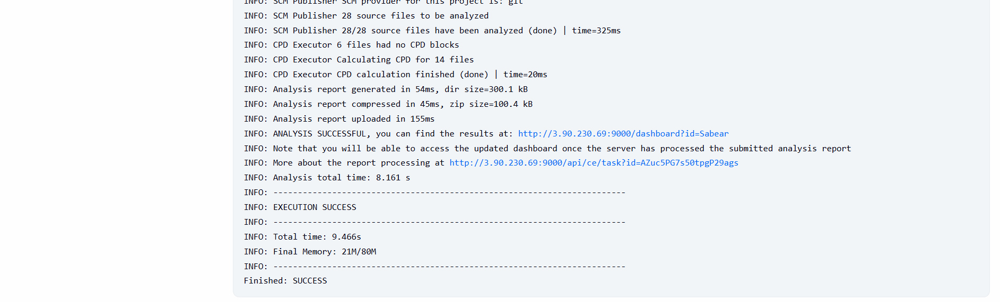 INFO: SCM Publisher SCM provider for this project is: git
INFO: SCM Publisher 28 source files to be analyzed
INFO: SCM Publisher 28/28 source files have been analyzed (done) | time=325ms
INFO: CPD Executor 6 files had no CPD blocks
INFO: CPD Executor Calculating CPD for 14 files
INFO: CPD Executor CPD calculation finished (done) | time=20ms
INFO: Analysis report generated in 54ms, dir size=300.1 kB
INFO: Analysis report compressed in 45ms, zip size=100.4 kB
INFO: Analysis report uploaded in 155ms
INFO: ANALYSIS SUCCESSFUL, you can find the results at: http://3.90.230.69:9000/dashboard?id=Sabear
INFO: Note that you will be able to access the updated dashboard once the server has processed the submitted analysis report
INFO: More about the report processing at http://3.90.230.69:9000/api/ce/task?id=AZuc5PG7s50tpgP29ags
INFO: Analysis total time: 8.161 s
INFO: ------------------------------------------------------------------------
INFO: EXECUTION SUCCESS
INFO: ------------------------------------------------------------------------
INFO: Total time: 9.466s
INFO: Final Memory: 21M/80M
INFO: ------------------------------------------------------------------------
Finished: SUCCESS